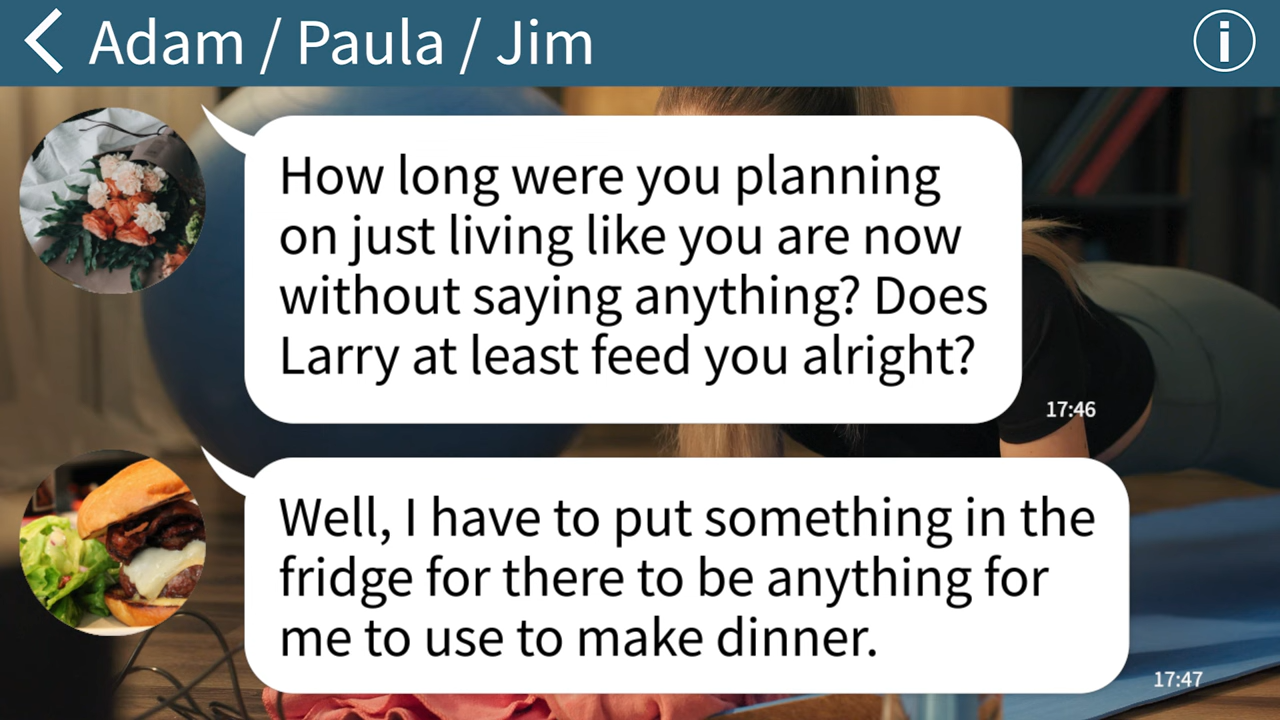 Adam / Paula / Jim
How long were you planning
on just living like you are now
without saying anything? Does
Larry at least feed you alright?
17:46
Well, I have to put something in the
fridge for there to be anything for
me to use to make dinner.
17:47